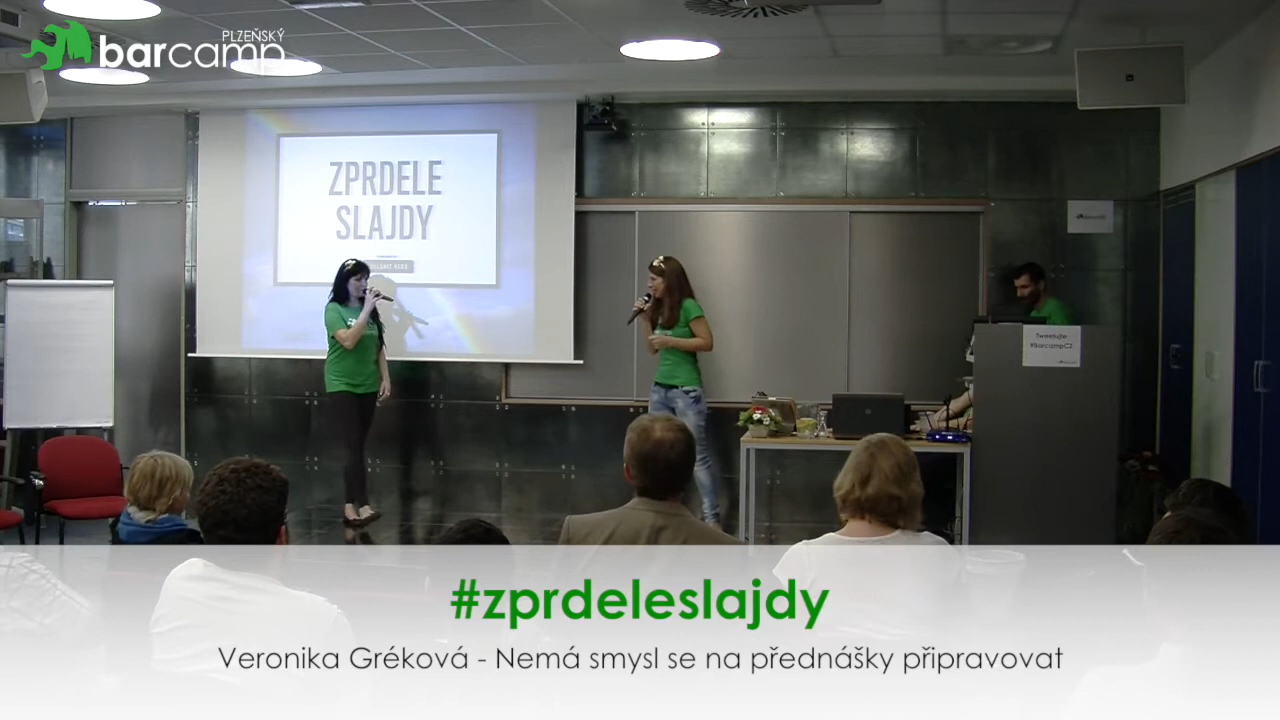 PLZEŇSKÝ
barcamp
ZPRDELE
SLAJDY
Tweetujte
#BarcampCZ
#zprdeleslajdy
Veronika Gréková - Nemá smysl se na přednášky připravovat